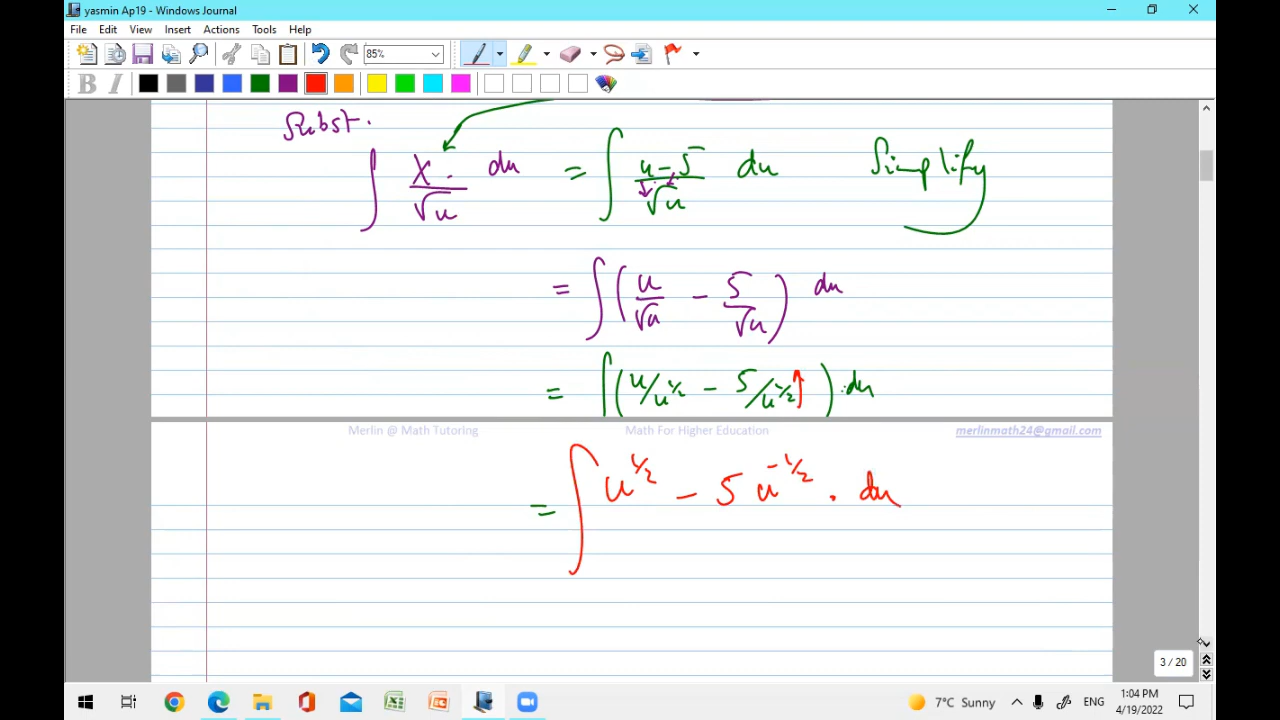 yasmin Ap19 - Windows Journal
File Edit View Insert Actions Tools Help
85%
B I
Subst.
∫ x/√u du = ∫ (u-5)/√u du Simplify
= ∫ (u/√u - 5/√u) du
= ∫ (u/u^1/2 - 5/u^1/2) · du
Merlin @ Math Tutoring Math For Higher Education merlinmath24@gmail.com
= ∫ u^1/2 - 5 u^-1/2 · du
3 / 20
7°C Sunny ENG 1:04 PM
4/19/2022